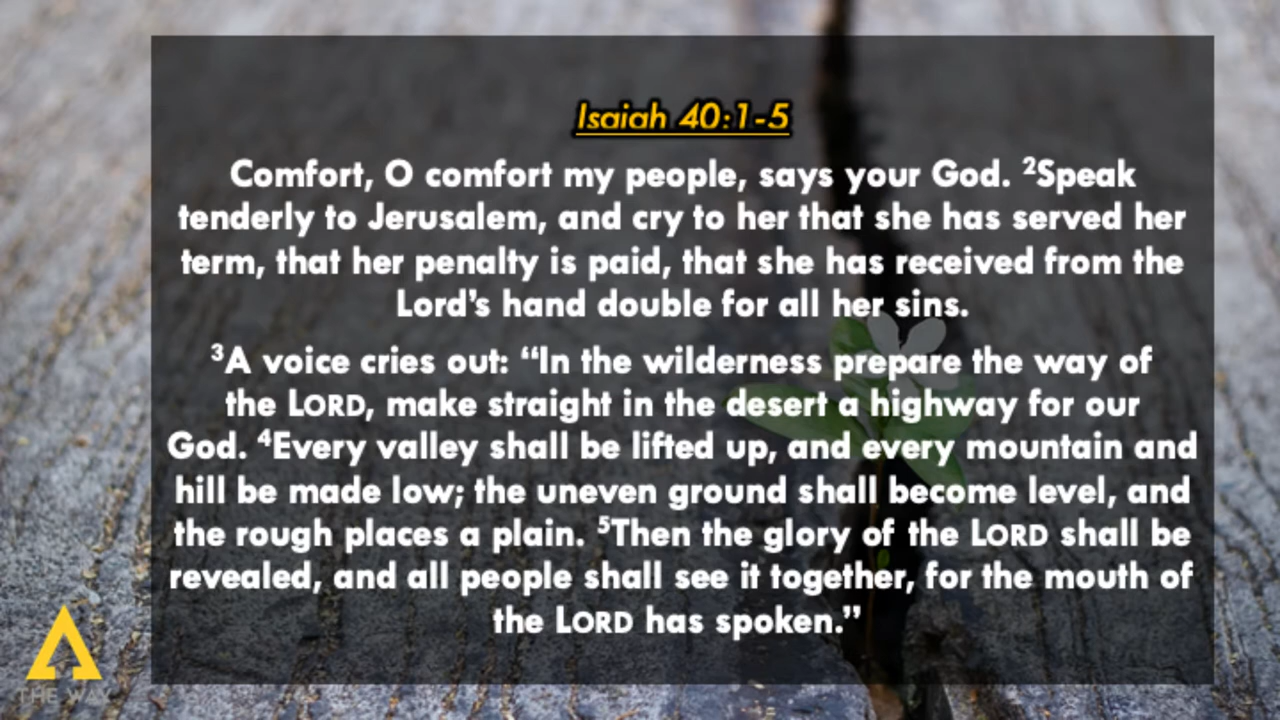 Isaiah 40:1-5
Comfort, O comfort my people, says your God. ²Speak
tenderly to Jerusalem, and cry to her that she has served her
term, that her penalty is paid, that she has received from the
Lord’s hand double for all her sins.
³A voice cries out: “In the wilderness prepare the way of
the LORD, make straight in the desert a highway for our
God. ⁴Every valley shall be lifted up, and every mountain and
hill be made low; the uneven ground shall become level, and
the rough places a plain. ⁵Then the glory of the LORD shall be
revealed, and all people shall see it together, for the mouth of
the LORD has spoken.”
THE WAY